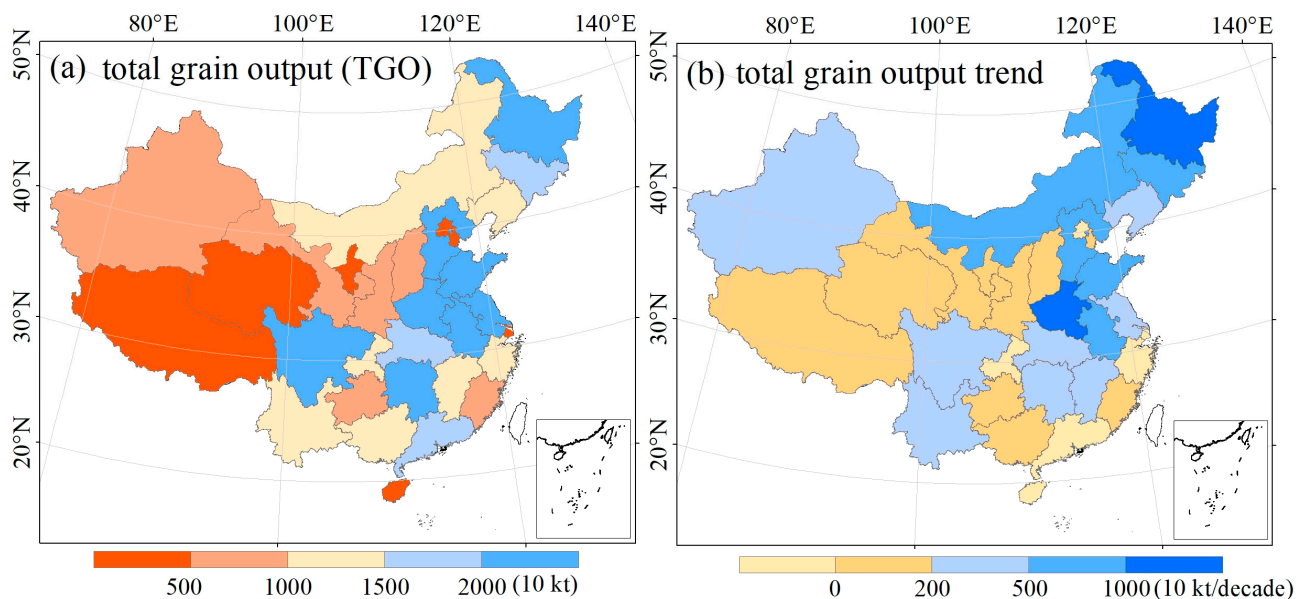 80°E 100°E 120°E 140°E
(a) total grain output (TGO)
50°N
40°N
30°N
20°N
500 1000 1500 2000 (10 kt)
80°E 100°E 120°E 140°E
(b) total grain output trend
50°N
40°N
30°N
20°N
0 200 500 1000 (10 kt/decade)